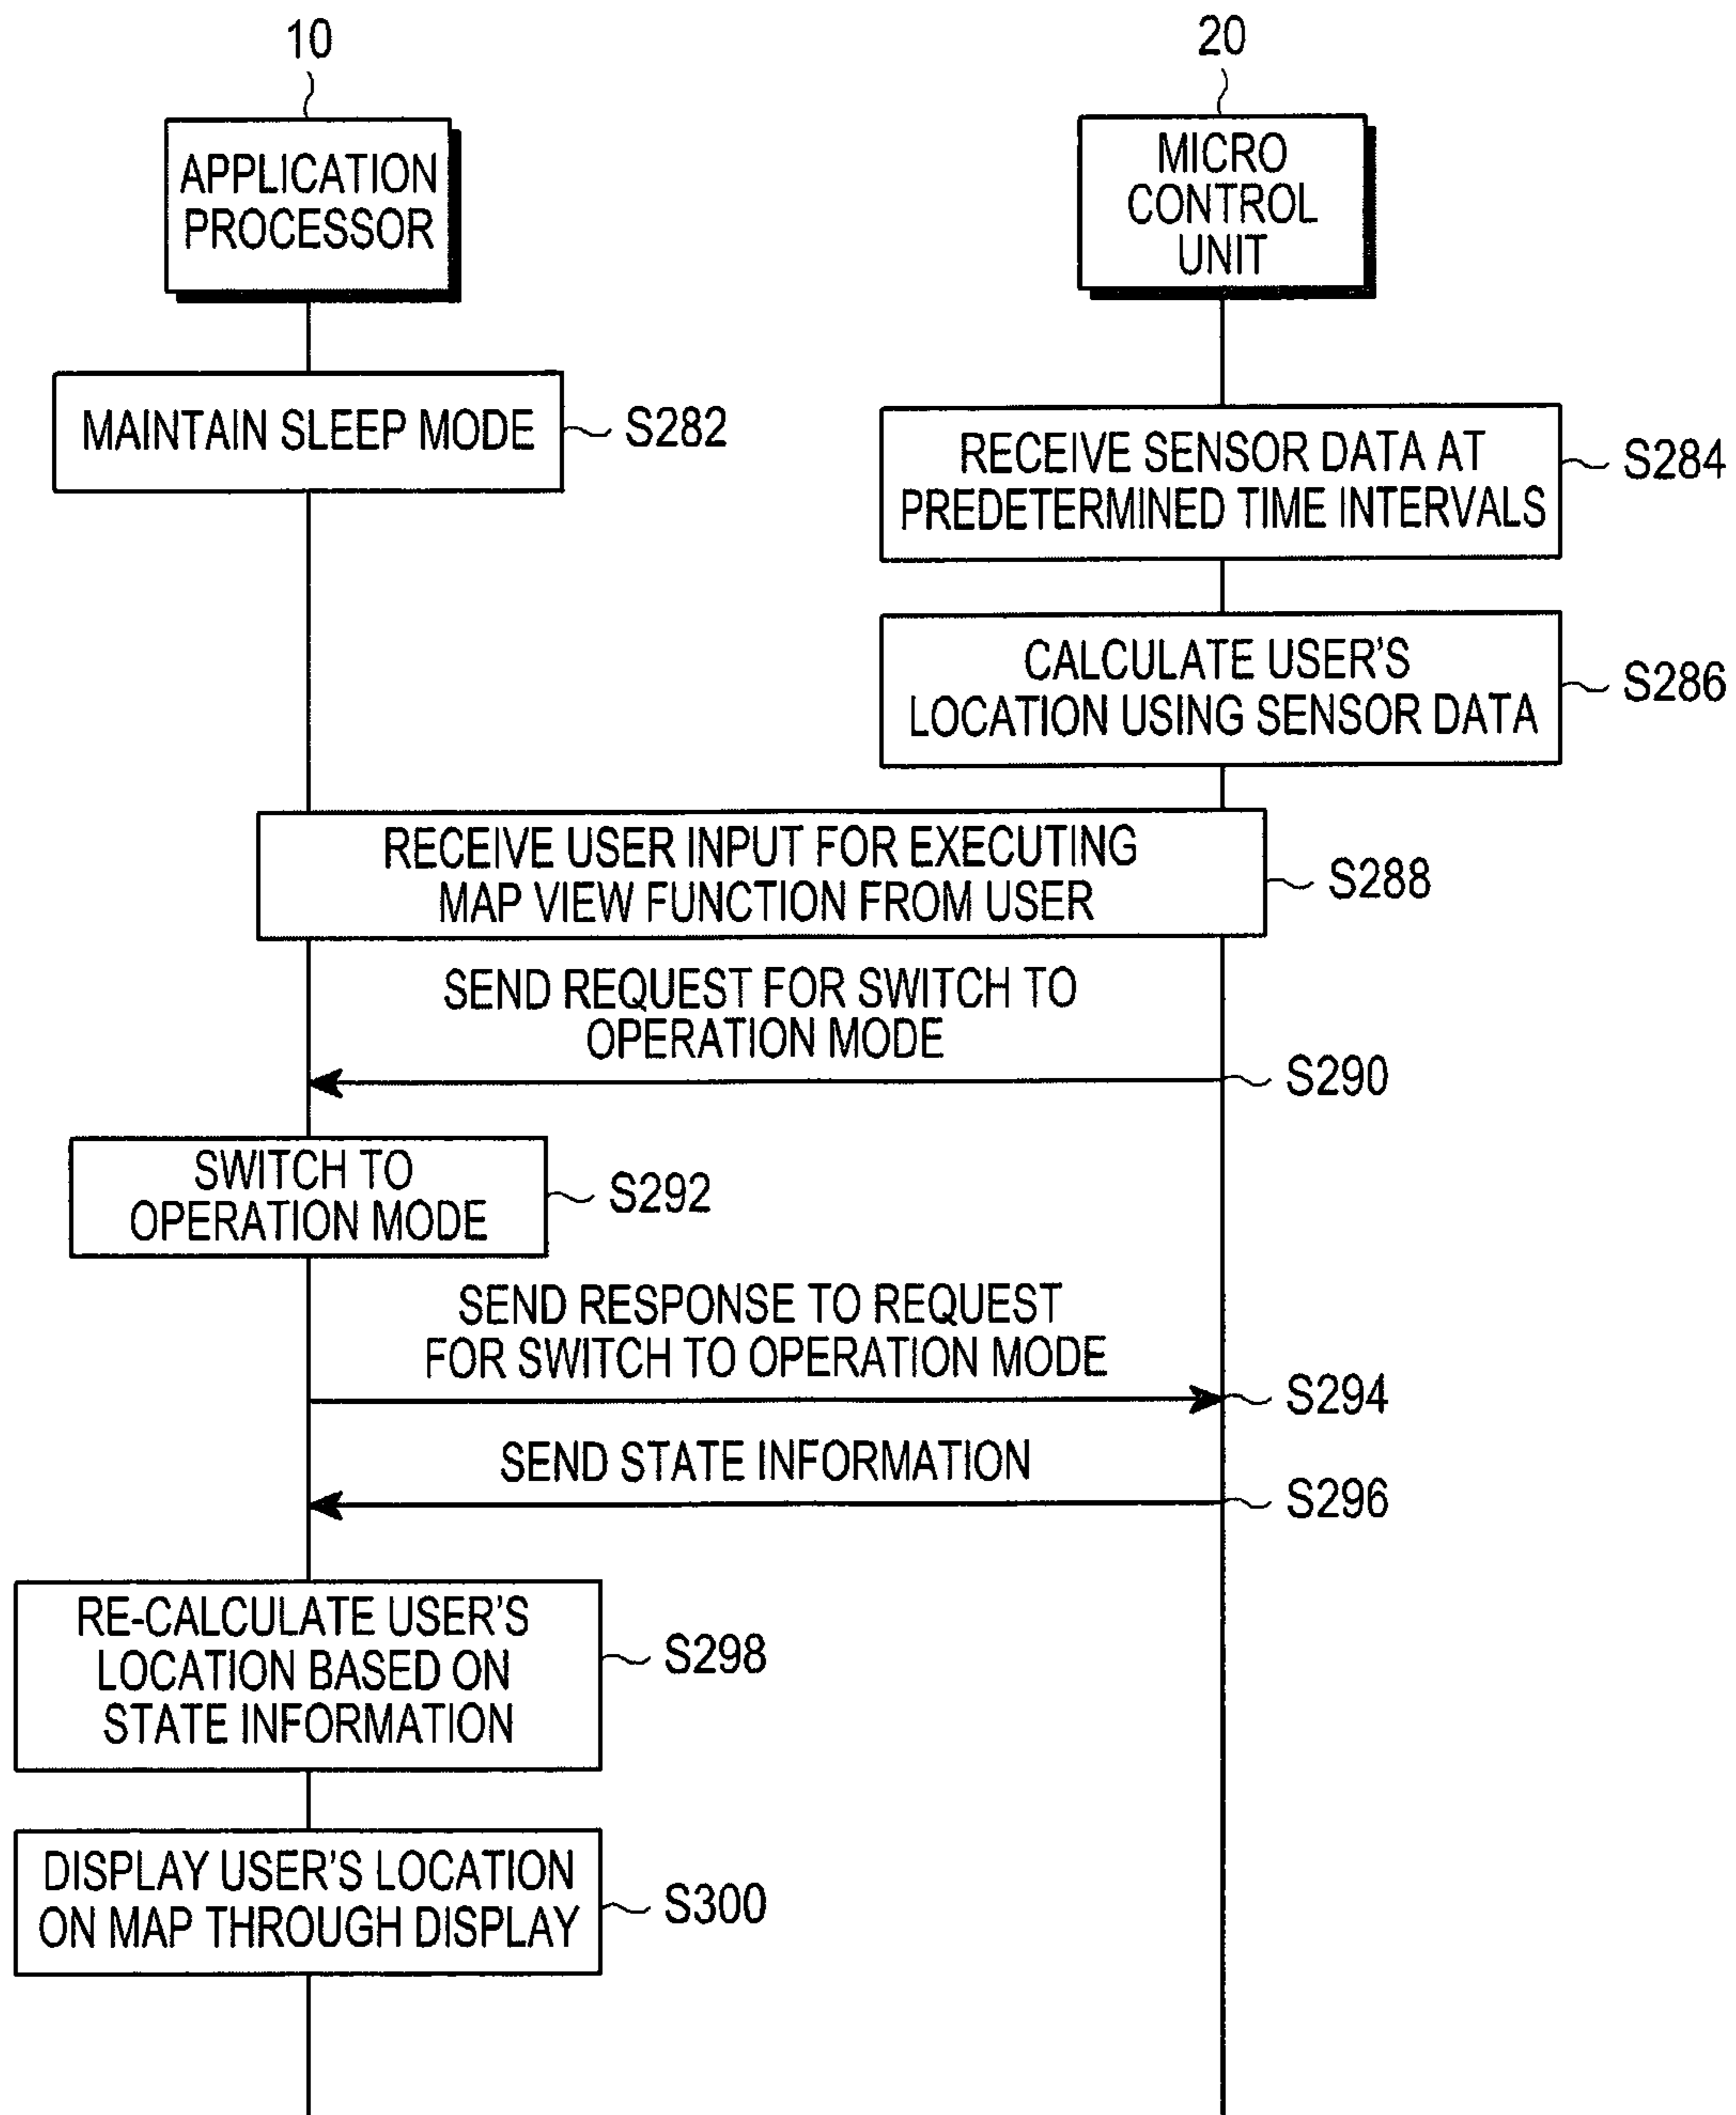 10
20
APPLICATION
PROCESSOR
MICRO
CONTROL
UNIT
MAINTAIN SLEEP MODE
S282
RECEIVE SENSOR DATA AT
PREDETERMINED TIME INTERVALS
S284
CALCULATE USER'S
LOCATION USING SENSOR DATA
S286
RECEIVE USER INPUT FOR EXECUTING
MAP VIEW FUNCTION FROM USER
S288
SEND REQUEST FOR SWITCH TO
OPERATION MODE
S290
SWITCH TO
OPERATION MODE
S292
SEND RESPONSE TO REQUEST
FOR SWITCH TO OPERATION MODE
S294
SEND STATE INFORMATION
S296
RE-CALCULATE USER'S
LOCATION BASED ON
STATE INFORMATION
S298
DISPLAY USER'S LOCATION
ON MAP THROUGH DISPLAY
S300